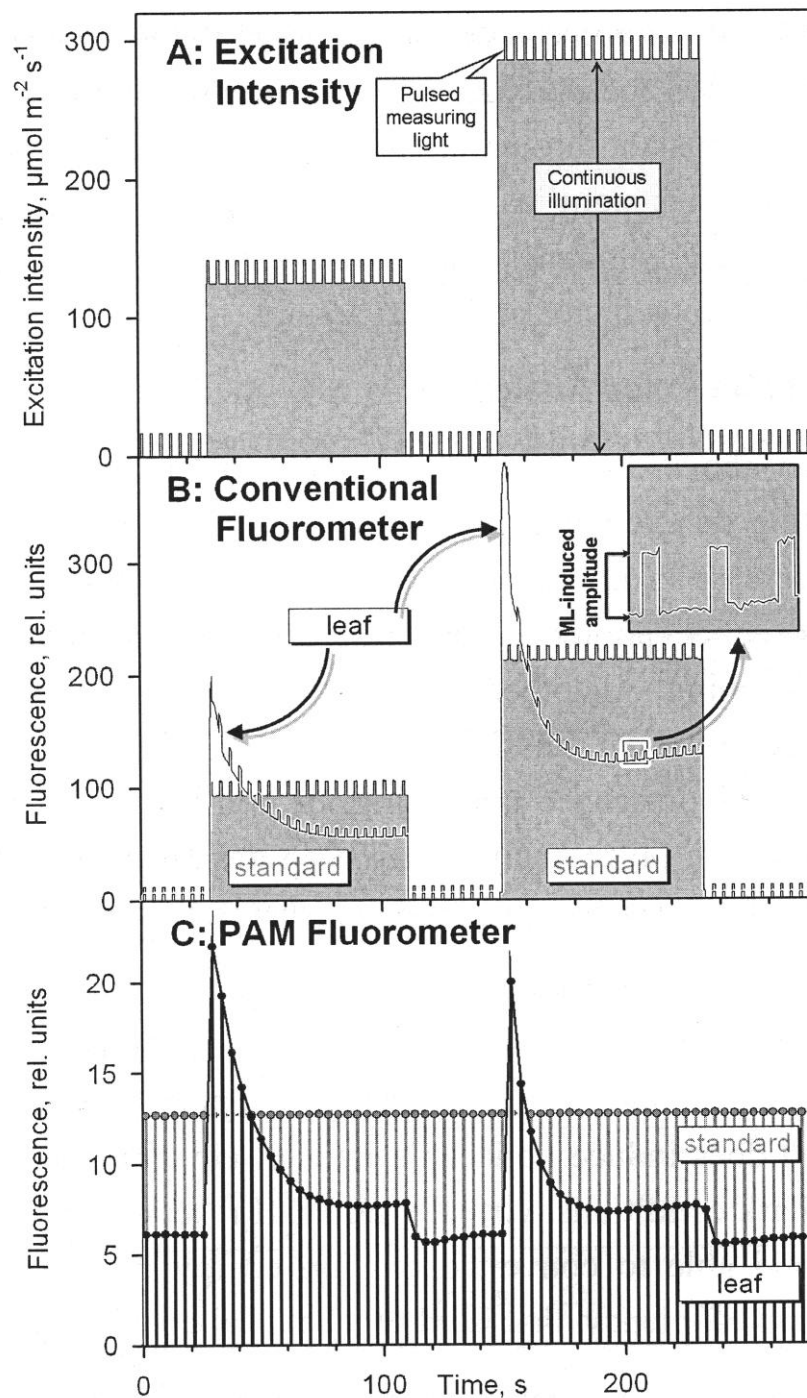 A: Excitation
Intensity
Pulsed
measuring
light
Continuous
illumination
Excitation intensity, µmol m⁻² s⁻¹
300
200
100
0
B: Conventional
Fluorometer
leaf
ML-induced
amplitude
standard
standard
Fluorescence, rel. units
300
200
100
0
C: PAM Fluorometer
standard
leaf
Fluorescence, rel. units
20
15
10
5
0
0
100
Time, s
200